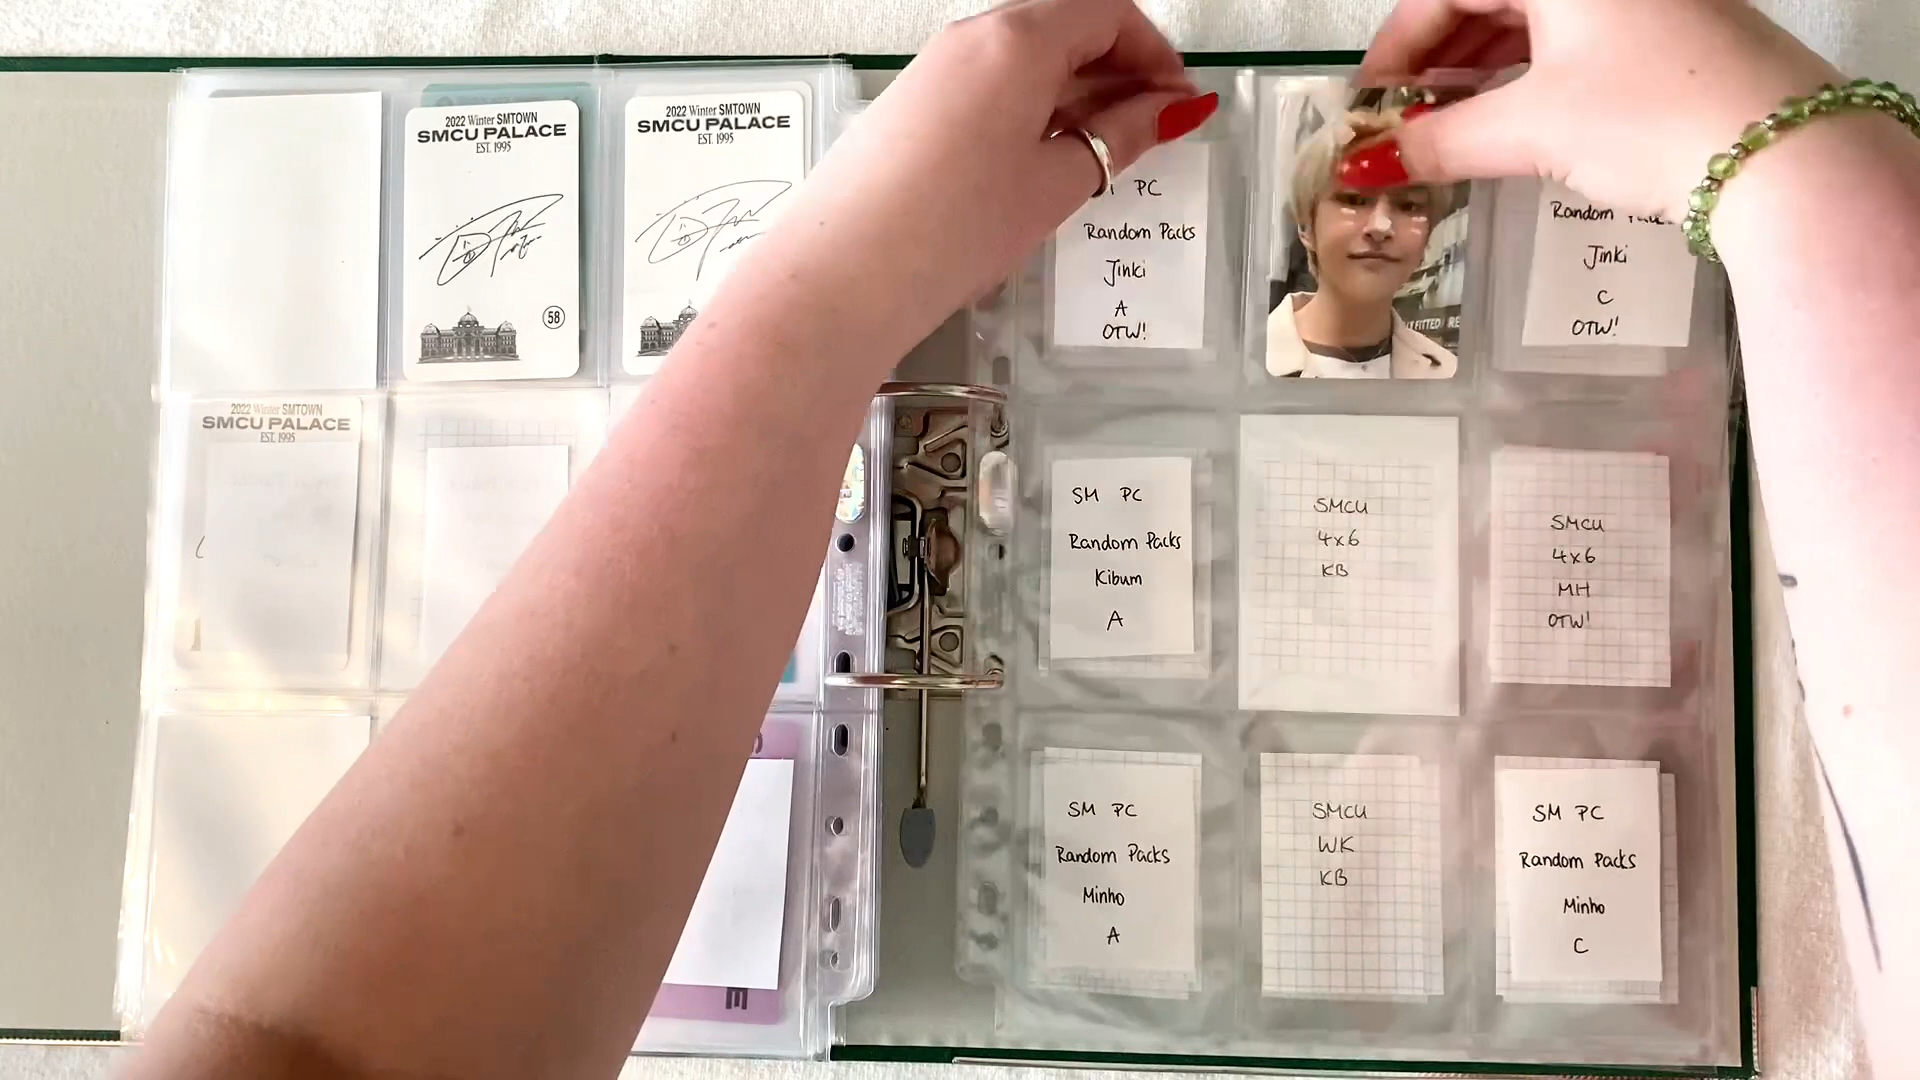 2022 Winter SMTOWN
SMCU PALACE
EST. 1995
58
2022 Winter SMTOWN
SMCU PALACE
EST. 1995
2022 Winter SMTOWN
SMCU PALACE
EST. 1995
PC
Random Packs
Jinki
A
OTW!
FITTED RE
Random
Jinki
C
OTW!
SM PC
Random Packs
Kibum
A
SMCU
4x6
KB
SMCU
4x6
MH
OTW!
SM PC
Random Packs
Minho
A
SMCU
WK
KB
SM PC
Random Packs
Minho
C